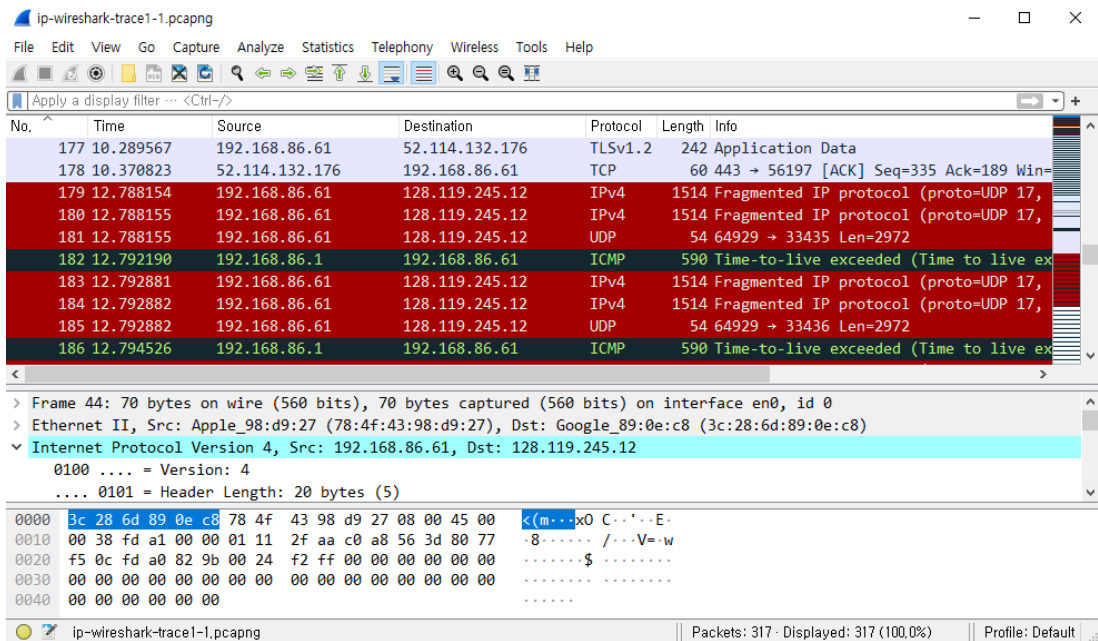 ip-wireshark-trace1-1.pcapng
File Edit View Go Capture Analyze Statistics Telephony Wireless Tools Help
Apply a display filter ··· <Ctrl-/>
No. Time Source Destination Protocol Length Info
177 10.289567 192.168.86.61 52.114.132.176 TLSv1.2 242 Application Data
178 10.370823 52.114.132.176 192.168.86.61 TCP 60 443 → 56197 [ACK] Seq=335 Ack=189 Win=
179 12.788154 192.168.86.61 128.119.245.12 IPv4 1514 Fragmented IP protocol (proto=UDP 17,
180 12.788155 192.168.86.61 128.119.245.12 IPv4 1514 Fragmented IP protocol (proto=UDP 17,
181 12.788155 192.168.86.61 128.119.245.12 UDP 54 64929 → 33435 Len=2972
182 12.792190 192.168.86.1 192.168.86.61 ICMP 590 Time-to-live exceeded (Time to live ex
183 12.792881 192.168.86.61 128.119.245.12 IPv4 1514 Fragmented IP protocol (proto=UDP 17,
184 12.792882 192.168.86.61 128.119.245.12 IPv4 1514 Fragmented IP protocol (proto=UDP 17,
185 12.792882 192.168.86.61 128.119.245.12 UDP 54 64929 → 33436 Len=2972
186 12.794526 192.168.86.1 192.168.86.61 ICMP 590 Time-to-live exceeded (Time to live ex
Frame 44: 70 bytes on wire (560 bits), 70 bytes captured (560 bits) on interface en0, id 0
Ethernet II, Src: Apple_98:d9:27 (78:4f:43:98:d9:27), Dst: Google_89:0e:c8 (3c:28:6d:89:0e:c8)
Internet Protocol Version 4, Src: 192.168.86.61, Dst: 128.119.245.12
0100 .... = Version: 4
.... 0101 = Header Length: 20 bytes (5)
0000 3c 28 6d 89 0e c8 78 4f 43 98 d9 27 08 00 45 00 <(m···xO C··'··E·
0010 00 38 fd a1 00 00 01 11 2f aa c0 a8 56 3d 80 77 ·8······ /···V=·w
0020 f5 0c fd a0 82 9b 00 24 f2 ff 00 00 00 00 00 00 ·······$ ········
0030 00 00 00 00 00 00 00 00 00 00 00 00 00 00 00 00 ········ ········
0040 00 00 00 00 00 00 ······
ip-wireshark-trace1-1.pcapng Packets: 317 · Displayed: 317 (100.0%) Profile: Default